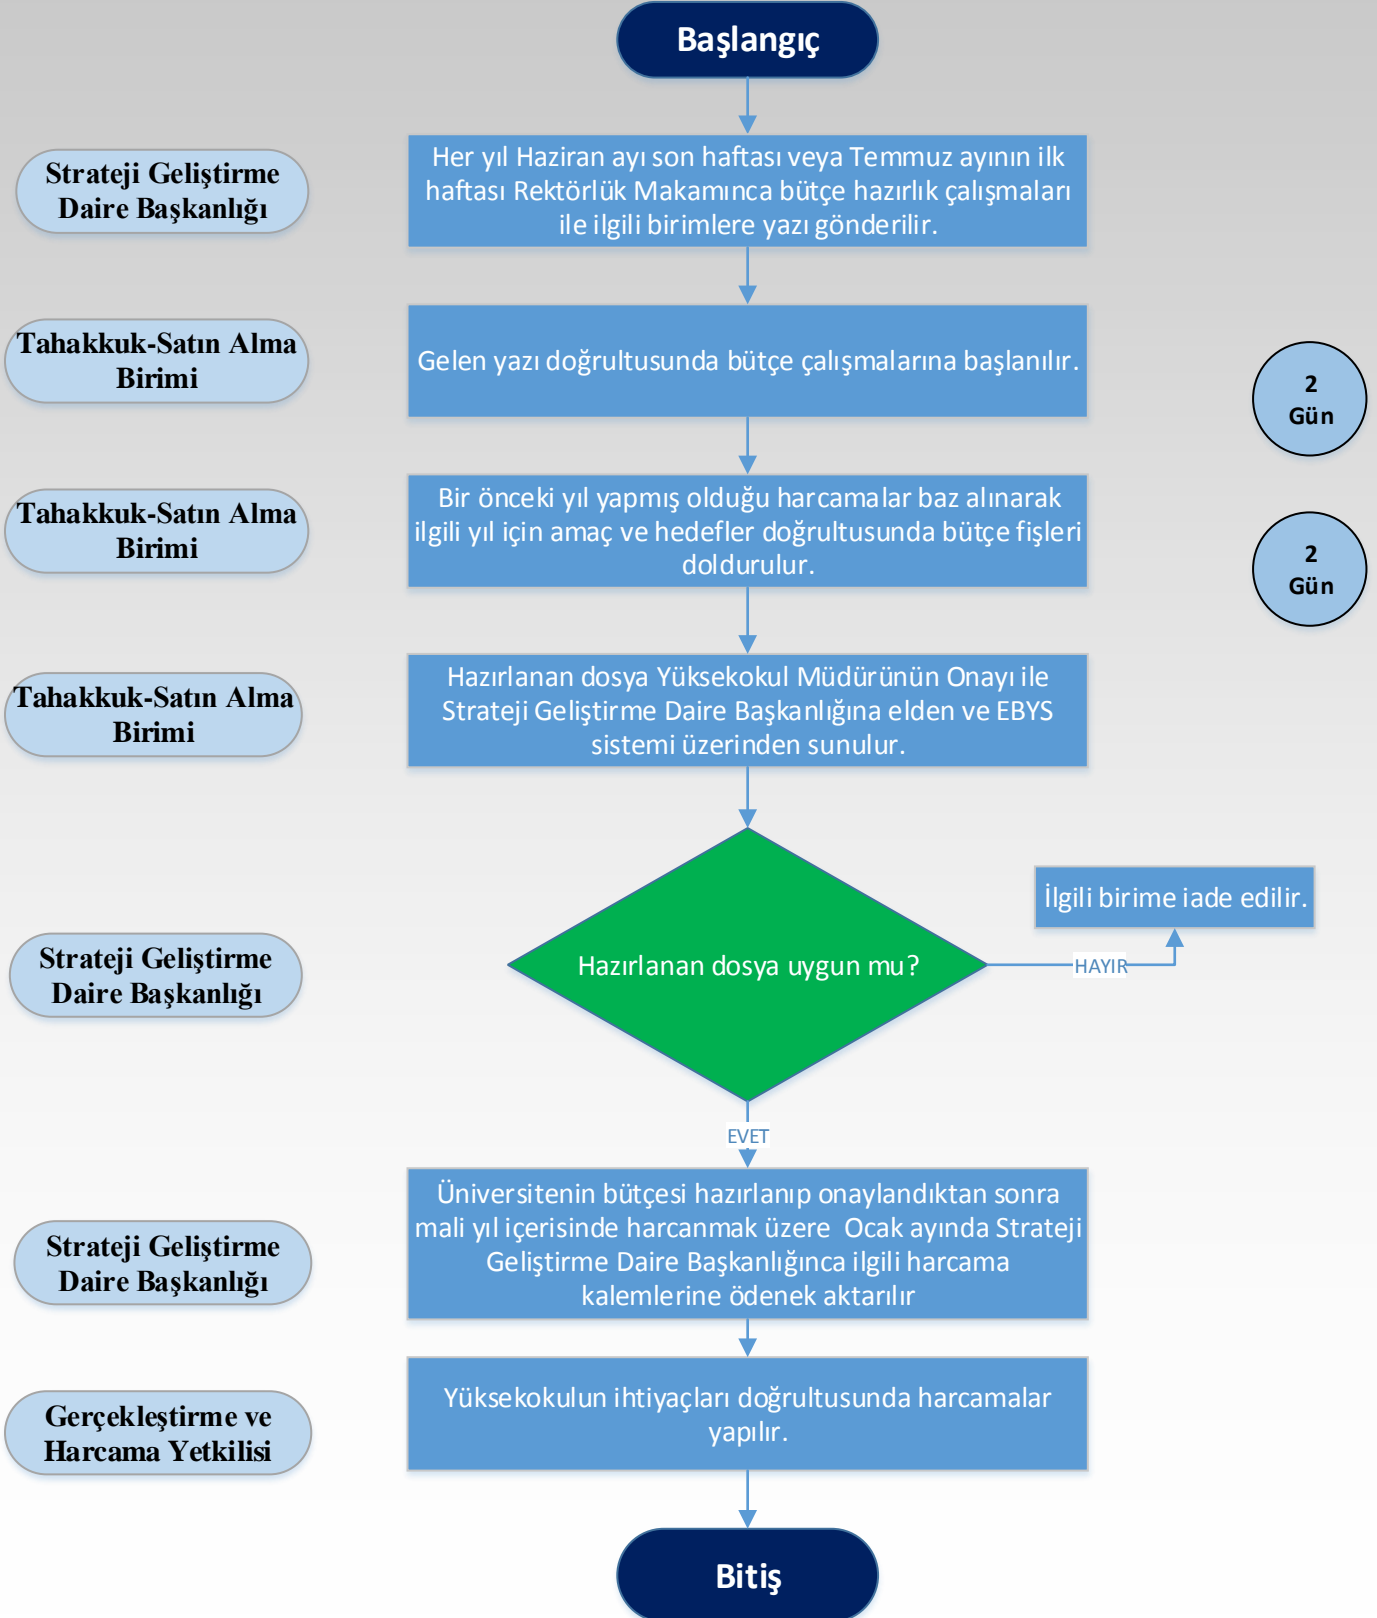 Başlangıç
Strateji Geliştirme
Daire Başkanlığı
Her yıl Haziran ayı son haftası veya Temmuz ayının ilk
haftası Rektörlük Makamınca bütçe hazırlık çalışmaları
ile ilgili birimlere yazı gönderilir.
Tahakkuk-Satın Alma
Birimi
Gelen yazı doğrultusunda bütçe çalışmalarına başlanılır.
2
Gün
Tahakkuk-Satın Alma
Birimi
Bir önceki yıl yapmış olduğu harcamalar baz alınarak
ilgili yıl için amaç ve hedefler doğrultusunda bütçe fişleri
doldurulur.
2
Gün
Tahakkuk-Satın Alma
Birimi
Hazırlanan dosya Yüksekokul Müdürünün Onayı ile
Strateji Geliştirme Daire Başkanlığına elden ve EBYS
sistemi üzerinden sunulur.
Strateji Geliştirme
Daire Başkanlığı
Hazırlanan dosya uygun mu?
HAYIR
İlgili birime iade edilir.
EVET
Strateji Geliştirme
Daire Başkanlığı
Üniversitenin bütçesi hazırlanıp onaylandıktan sonra
mali yıl içerisinde harcanmak üzere  Ocak ayında Strateji
Geliştirme Daire Başkanlığınca ilgili harcama
kalemlerine ödenek aktarılır
Gerçekleştirme ve
Harcama Yetkilisi
Yüksekokulun ihtiyaçları doğrultusunda harcamalar
yapılır.
Bitiş